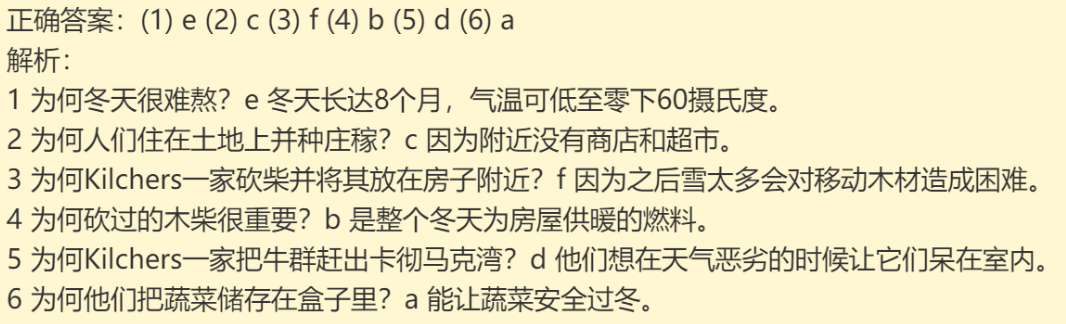 正确答案：(1) e (2) c (3) f (4) b (5) d (6) a
解析：
1 为何冬天很难熬？e 冬天长达8个月，气温可低至零下60摄氏度。
2 为何人们住在土地上并种庄稼？c 因为附近没有商店和超市。
3 为何Kilchers一家砍柴并将其放在房子附近？f 因为之后雪太多会对移动木材造成困难。
4 为何砍过的木柴很重要？b 是整个冬天为房屋供暖的燃料。
5 为何Kilchers一家把牛群赶出卡彻马克湾？d 他们想在天气恶劣的时候让它们呆在室内。
6 为何他们把蔬菜储存在盒子里？a 能让蔬菜安全过冬。